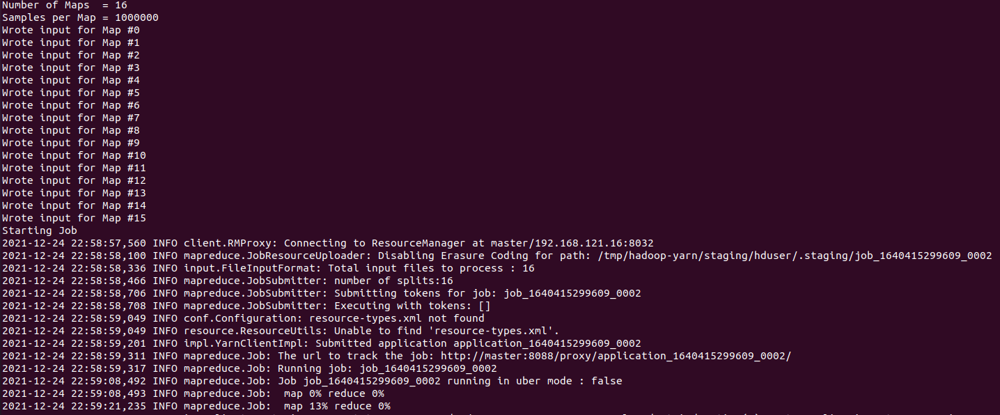 Number of Maps  = 16
Samples per Map = 1000000
Wrote input for Map #0
Wrote input for Map #1
Wrote input for Map #2
Wrote input for Map #3
Wrote input for Map #4
Wrote input for Map #5
Wrote input for Map #6
Wrote input for Map #7
Wrote input for Map #8
Wrote input for Map #9
Wrote input for Map #10
Wrote input for Map #11
Wrote input for Map #12
Wrote input for Map #13
Wrote input for Map #14
Wrote input for Map #15
Starting Job
2021-12-24 22:58:57,560 INFO client.RMProxy: Connecting to ResourceManager at master/192.168.121.16:8032
2021-12-24 22:58:58,100 INFO mapreduce.JobResourceUploader: Disabling Erasure Coding for path: /tmp/hadoop-yarn/staging/hduser/.staging/job_1640415299609_0002
2021-12-24 22:58:58,336 INFO input.FileInputFormat: Total input files to process : 16
2021-12-24 22:58:58,466 INFO mapreduce.JobSubmitter: number of splits:16
2021-12-24 22:58:58,706 INFO mapreduce.JobSubmitter: Submitting tokens for job: job_1640415299609_0002
2021-12-24 22:58:58,708 INFO mapreduce.JobSubmitter: Executing with tokens: []
2021-12-24 22:58:59,049 INFO conf.Configuration: resource-types.xml not found
2021-12-24 22:58:59,049 INFO resource.ResourceUtils: Unable to find 'resource-types.xml'.
2021-12-24 22:58:59,201 INFO impl.YarnClientImpl: Submitted application application_1640415299609_0002
2021-12-24 22:58:59,311 INFO mapreduce.Job: The url to track the job: http://master:8088/proxy/application_1640415299609_0002/
2021-12-24 22:58:59,317 INFO mapreduce.Job: Running job: job_1640415299609_0002
2021-12-24 22:59:08,492 INFO mapreduce.Job: Job job_1640415299609_0002 running in uber mode : false
2021-12-24 22:59:08,493 INFO mapreduce.Job:  map 0% reduce 0%
2021-12-24 22:59:21,235 INFO mapreduce.Job:  map 13% reduce 0%